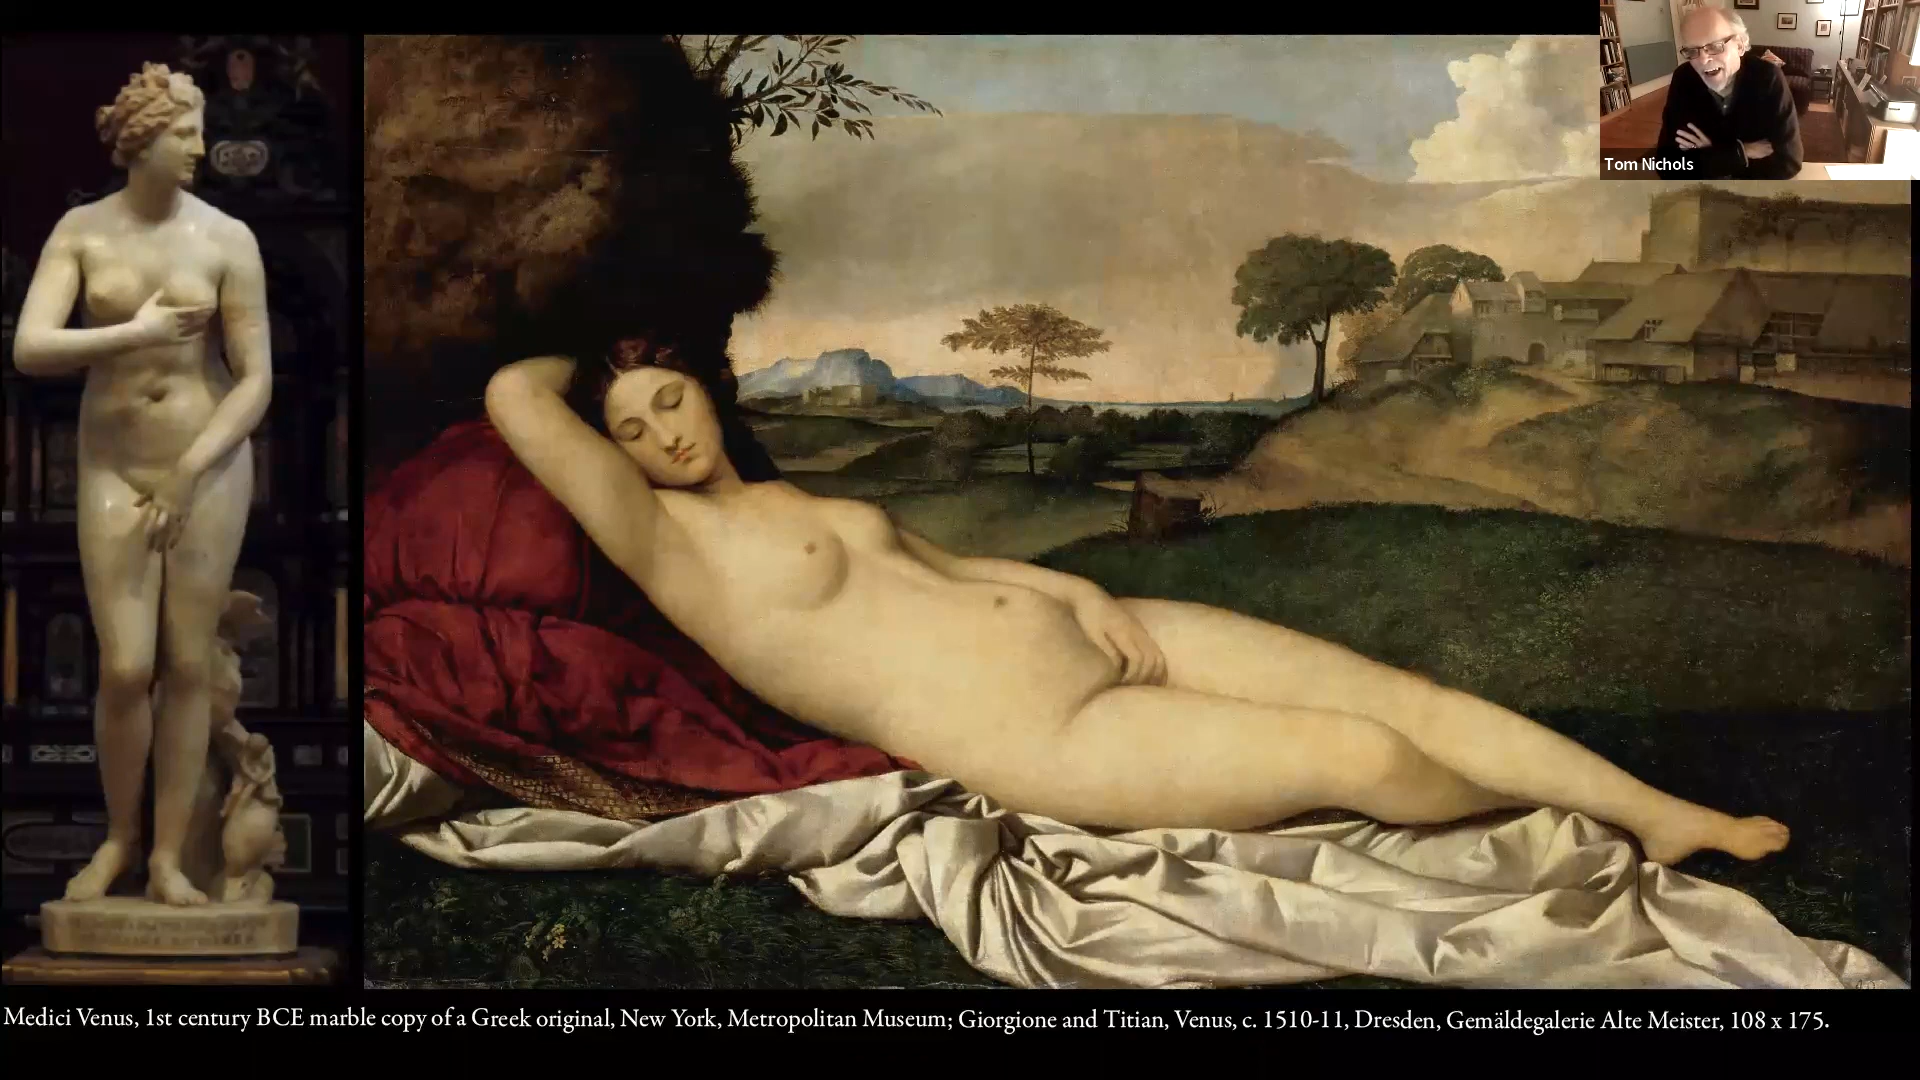 Tom Nichols
Medici Venus, 1st century BCE marble copy of a Greek original, New York, Metropolitan Museum; Giorgione and Titian, Venus, c. 1510-11, Dresden, Gemäldegalerie Alte Meister, 108 x 175.